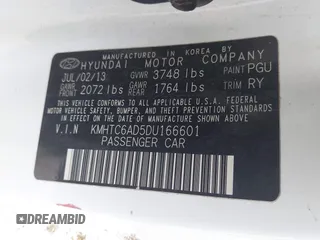 MANUFACTURED IN KOREA BY
HYUNDAI MOTOR COMPANY
JUL/02/13 GVWR 3748 lbs PAINT PGU
GAWR FRONT 2072 lbs GAWR REAR 1764 lbs TRIM RY
THIS VEHICLE CONFORMS TO ALL APPLICABLE
FEDERAL MOTOR VEHICLE SAFETY, BUMPER AND
THEFT PREVENTION STANDARDS IN EFFECT ON
THE DATE OF MANUFACTURE SHOWN ABOVE.
V.I.N KMHTC6AD5DU166601
PASSENGER CAR
DREAMBID